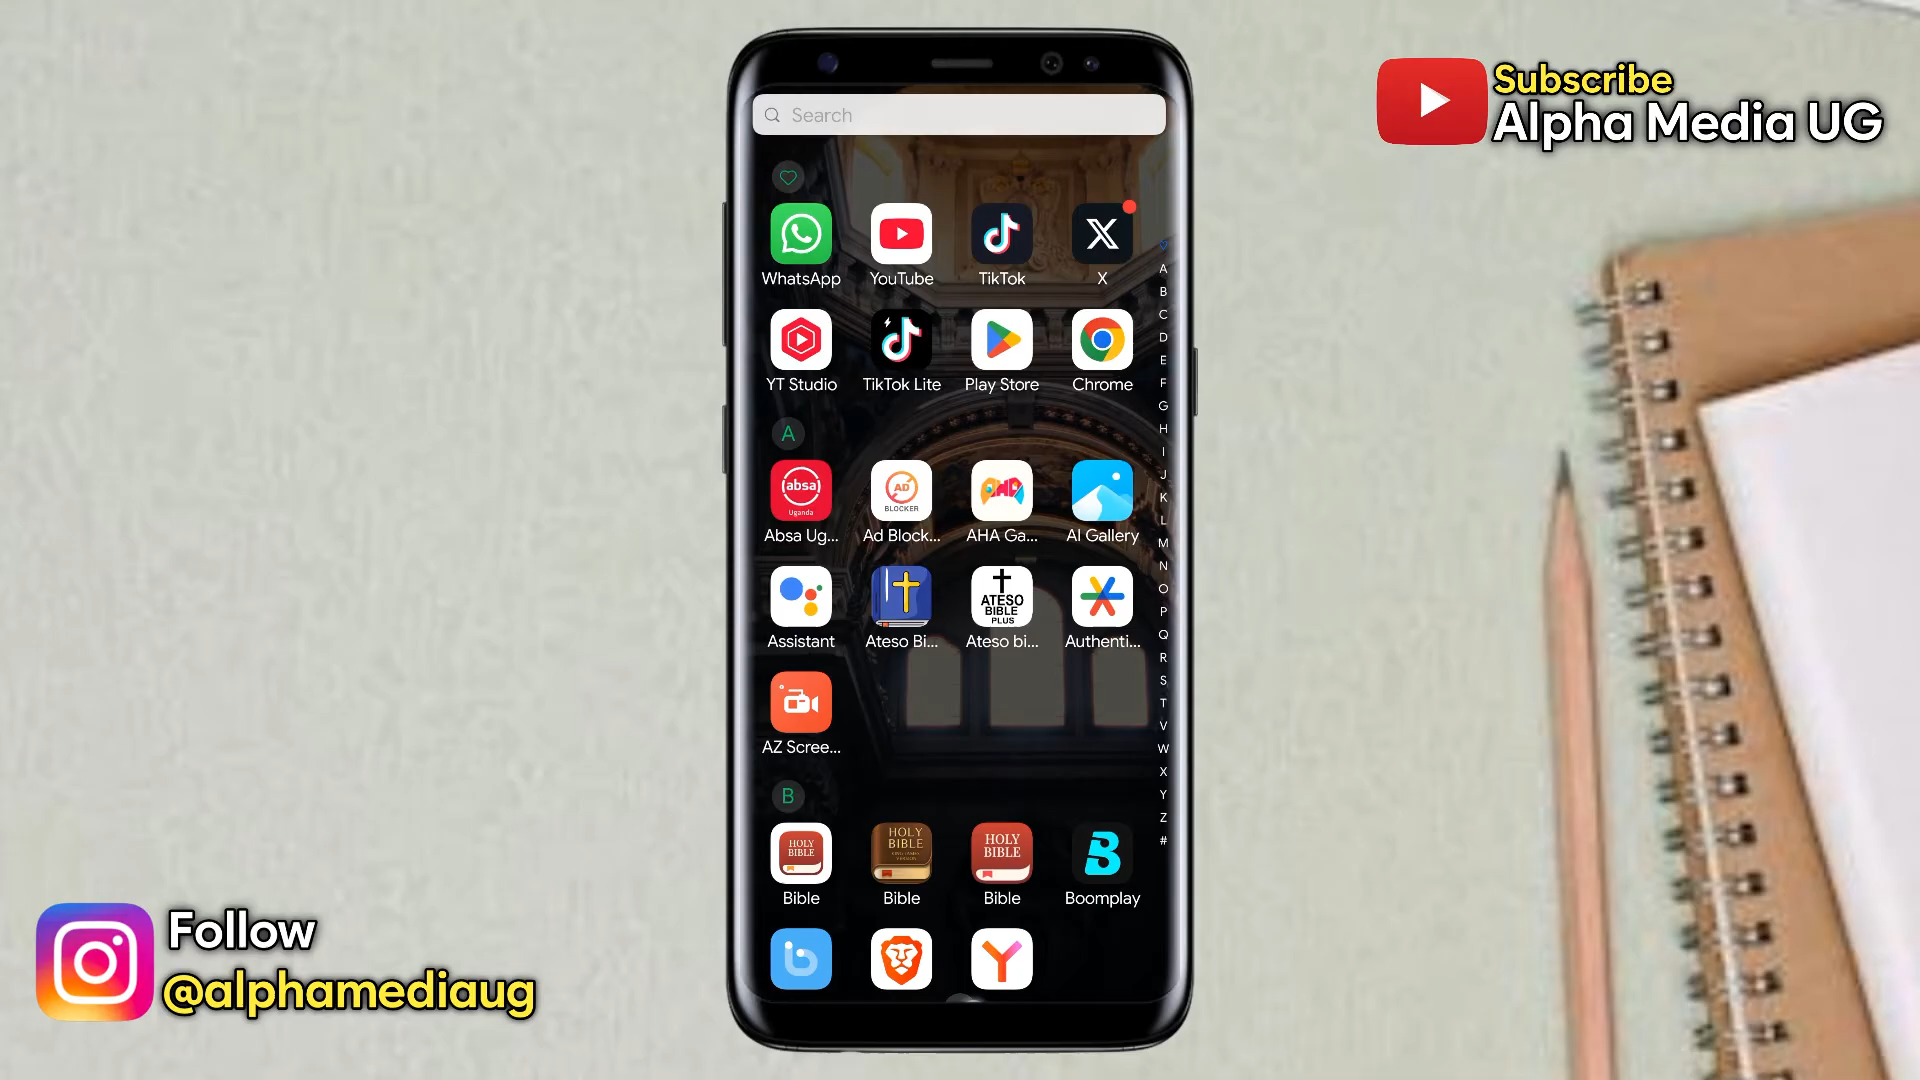 Subscribe
Alpha Media UG
Search
WhatsApp YouTube TikTok X
YT Studio TikTok Lite Play Store Chrome
A
absa
Uganda
AD
BLOCKER
AHA
Absa Ug... Ad Block... AHA Ga... AI Gallery
ATESO
BIBLE
PLUS
Assistant Ateso Bi... Ateso bi... Authenti...
AZ Scree...
B
HOLY
BIBLE
HOLY
BIBLE
HOLY
BIBLE
Bible Bible Bible Boomplay
A
B
C
D
E
F
G
H
I
J
K
L
M
N
O
P
Q
R
S
T
V
W
X
Y
Z
#
Follow
@alphamediaug